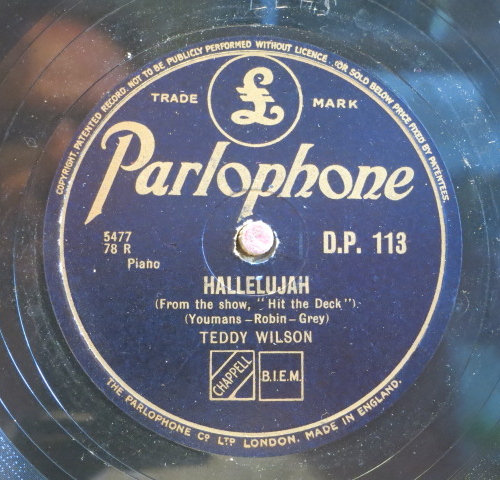 COPYRIGHT, PATENTED RECORD. NOT TO BE PUBLICLY PERFORMED WITHOUT LICENCE. OR SOLD BELOW PRICE FIXED BY PATENTEES.
£
TRADE MARK
Parlophone
5477
78 R
D.P. 113
Piano
HALLELUJAH
(From the show, "Hit the Deck").
(Youmans – Robin – Grey)
TEDDY WILSON
CHAPPELL
B.I.E.M.
THE PARLOPHONE Cº LTD LONDON. MADE IN ENGLAND.